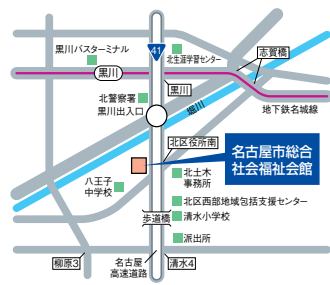 志賀橋
黒川バスターミナル
41
北生涯学習センター
黒川
黒川
北警察署
黒川出入口
堀川
地下鉄名城線
北区役所南
名古屋市総合
社会福祉会館
八王子
中学校
北土木
事務所
北区西部地域包括支援センター
歩道橋
清水小学校
派出所
柳原3
名古屋
高速道路
清水4